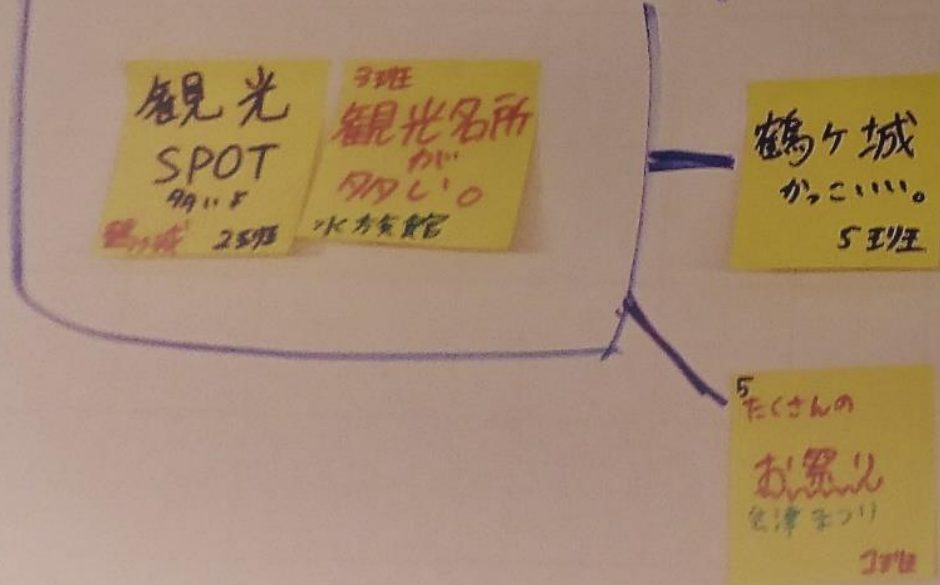 観光
SPOT
多いよ
鶴ヶ城 2班
3班
観光名所
が
多い。
水族館
鶴ヶ城
かっこいい。
5班
5
たくさんの
お祭り
会津まつり